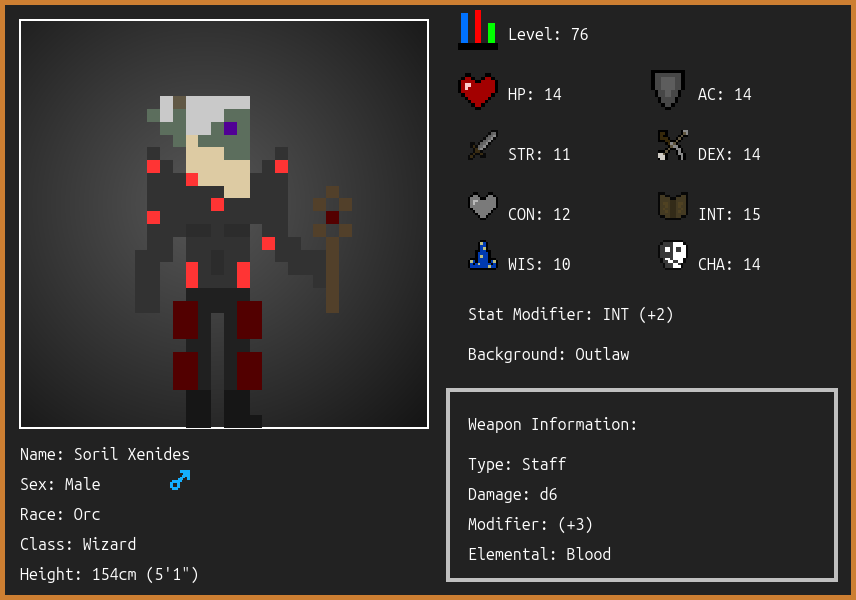 Level: 76
HP: 14
AC: 14
STR: 11
DEX: 14
CON: 12
INT: 15
WIS: 10
CHA: 14
Stat Modifier: INT (+2)
Background: Outlaw
Weapon Information:
Type: Staff
Damage: d6
Modifier: (+3)
Elemental: Blood
Name: Soril Xenides
Sex: Male
Race: Orc
Class: Wizard
Height: 154cm (5'1")